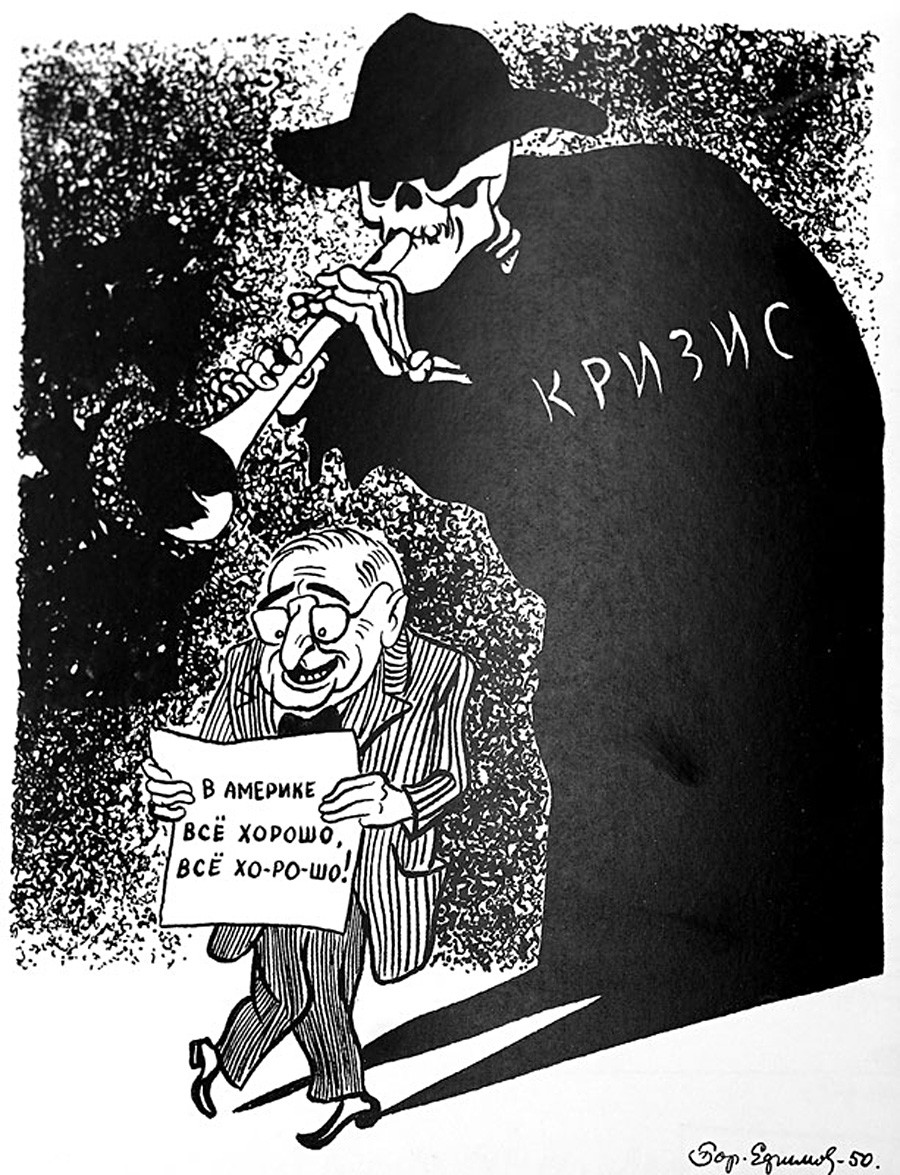 КРИЗИС
В АМЕРИКЕ
ВСЁ ХОРОШО,
ВСЁ ХО-РО-ШО!
Бор. Ефимов-50.